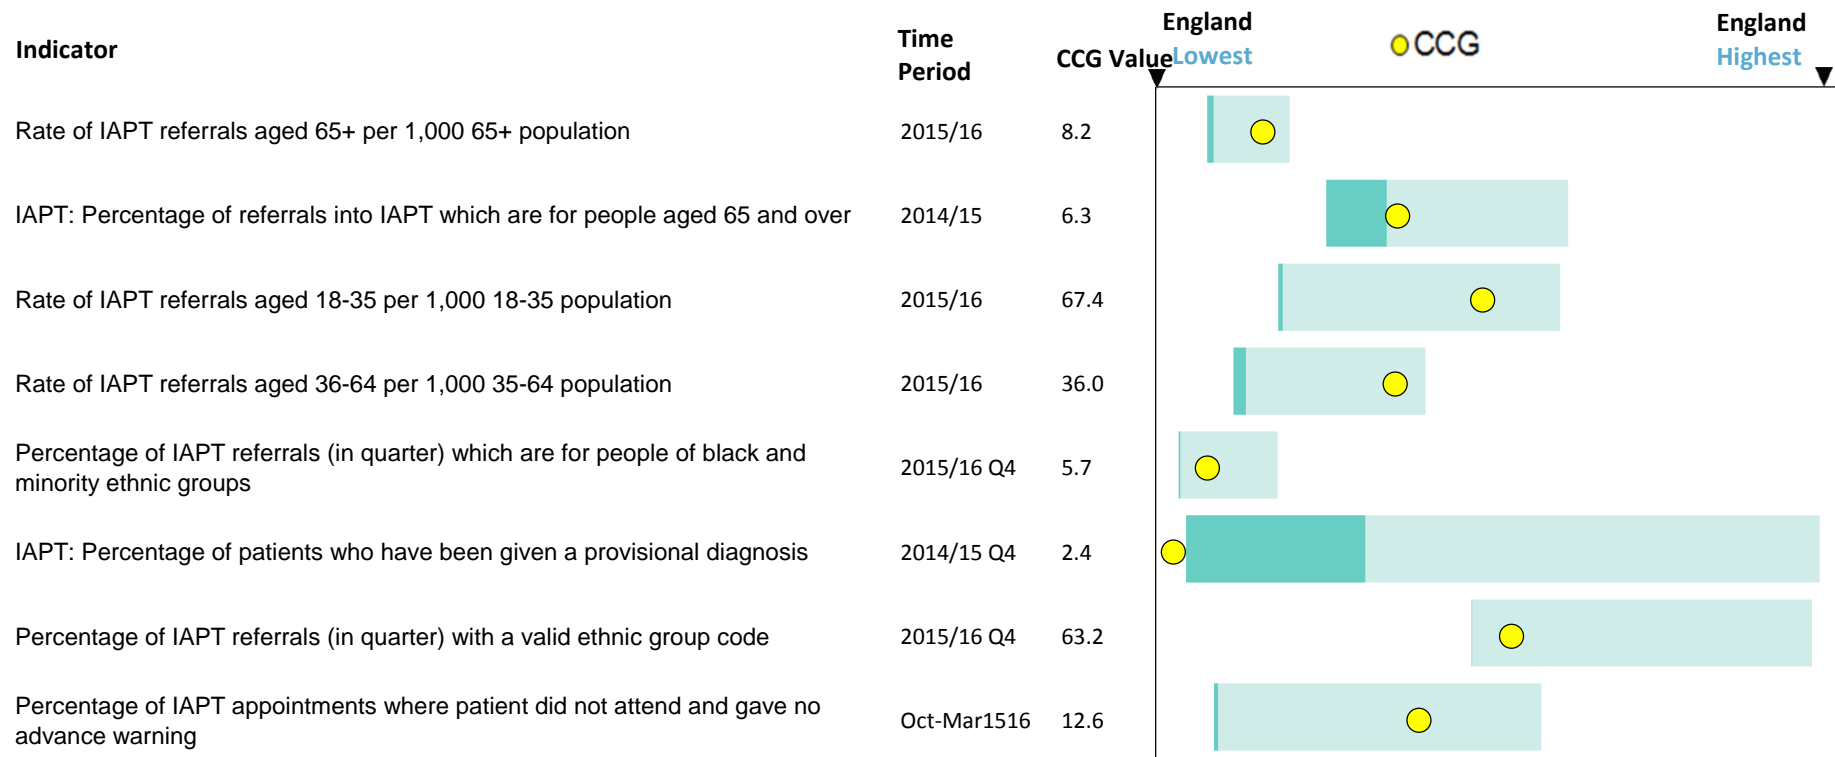 Indicator
Time
Period
CCG Value
England
Lowest
CCG
England
Highest
Rate of IAPT referrals aged 65+ per 1,000 65+ population 2015/16 8.2
IAPT: Percentage of referrals into IAPT which are for people aged 65 and over 2014/15 6.3
Rate of IAPT referrals aged 18-35 per 1,000 18-35 population 2015/16 67.4
Rate of IAPT referrals aged 36-64 per 1,000 35-64 population 2015/16 36.0
Percentage of IAPT referrals (in quarter) which are for people of black and
minority ethnic groups 2015/16 Q4 5.7
IAPT: Percentage of patients who have been given a provisional diagnosis 2014/15 Q4 2.4
Percentage of IAPT referrals (in quarter) with a valid ethnic group code 2015/16 Q4 63.2
Percentage of IAPT appointments where patient did not attend and gave no
advance warning Oct-Mar1516 12.6